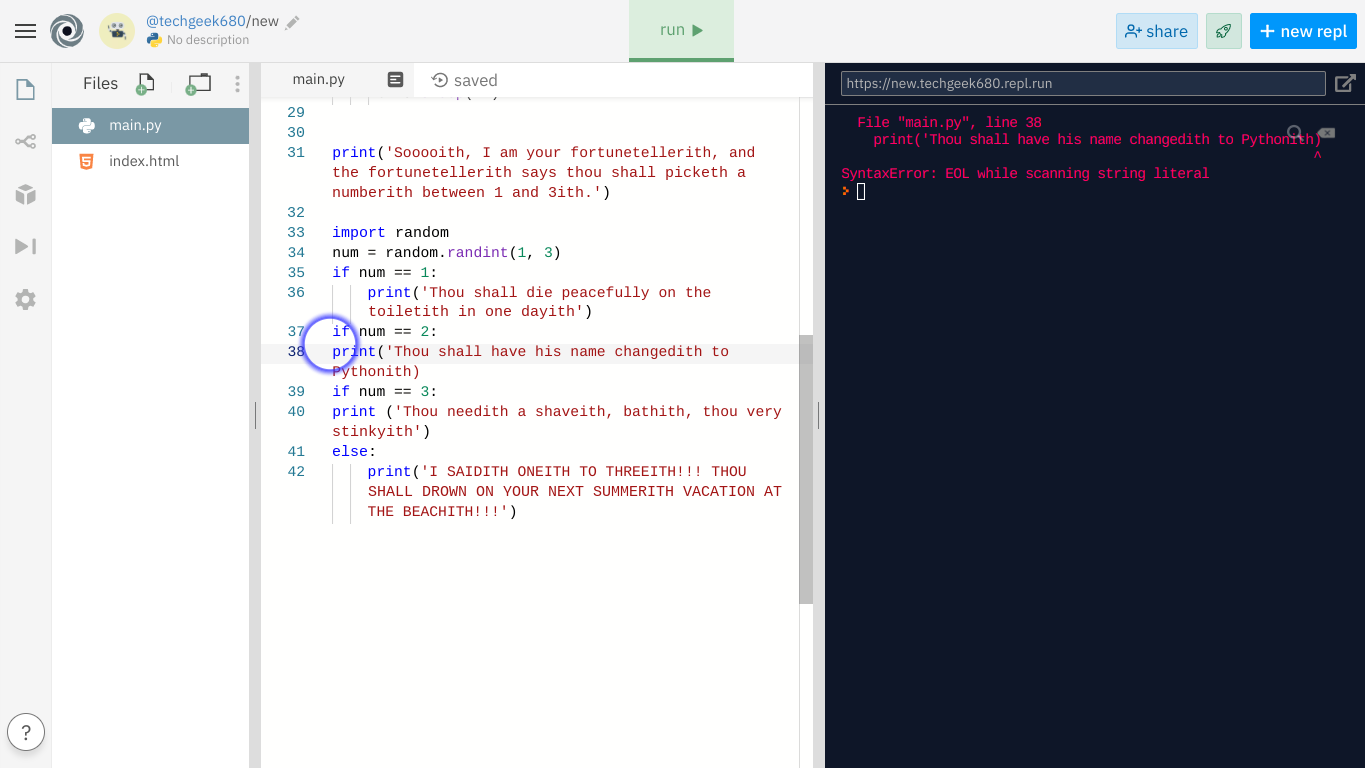 @techgeek680/new
No description
run
share
new repl
Files
main.py
index.html
main.py
saved
29
30
31 print('Sooooith, I am your fortunetellerith, and
the fortunetellerith says thou shall picketh a
numberith between 1 and 3ith.')
32
33 import random
34 num = random.randint(1, 3)
35 if num == 1:
36 print('Thou shall die peacefully on the
toiletith in one dayith')
37 if num == 2:
38 print('Thou shall have his name changedith to
Pythonith)
39 if num == 3:
40 print ('Thou needith a shaveith, bathith, thou very
stinkyith')
41 else:
42 print('I SAIDITH ONEITH TO THREEITH!!! THOU
SHALL DROWN ON YOUR NEXT SUMMERITH VACATION AT
THE BEACHITH!!!')
https://new.techgeek680.repl.run
File "main.py", line 38
print('Thou shall have his name changedith to Pythonith)
^
SyntaxError: EOL while scanning string literal
?